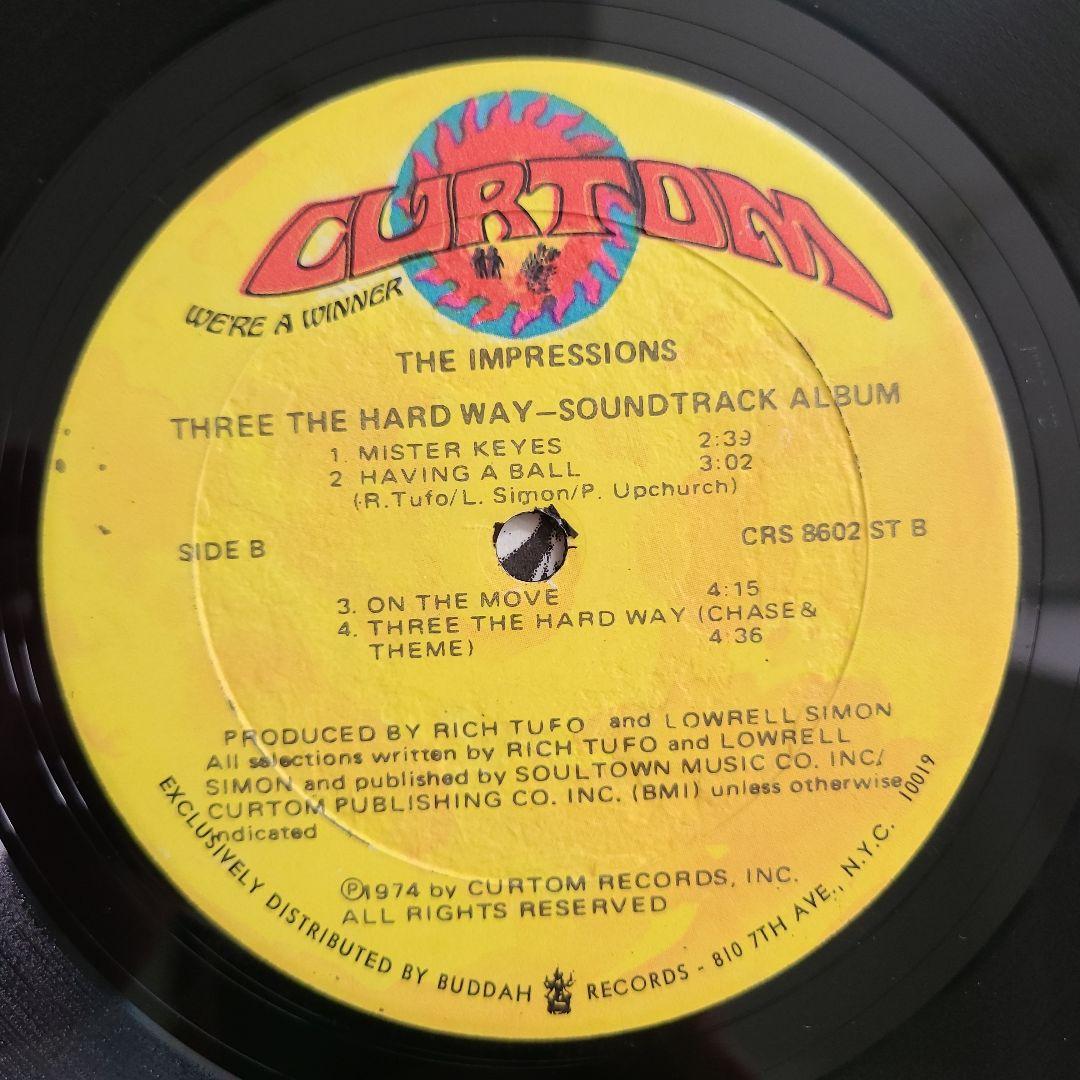 CURTOM
WE'RE A WINNER
THE IMPRESSIONS
THREE THE HARD WAY—SOUNDTRACK ALBUM
1. MISTER KEYES 2:39
2 HAVING A BALL 3:02
(R.Tufo/L. Simon/P. Upchurch)
SIDE B CRS 8602 ST B
3. ON THE MOVE 4:15
4. THREE THE HARD WAY (CHASE &
THEME) 4:36
PRODUCED BY RICH TUFO and LOWRELL SIMON
All selections written by RICH TUFO and LOWRELL
SIMON and published by SOULTOWN MUSIC CO. INC/
CURTOM PUBLISHING CO. INC. (BMI) unless otherwise
indicated
Ⓟ1974 by CURTOM RECORDS, INC.
ALL RIGHTS RESERVED
EXCLUSIVELY DISTRIBUTED BY BUDDAH RECORDS - 810 7TH AVE., N.Y.C. 10019